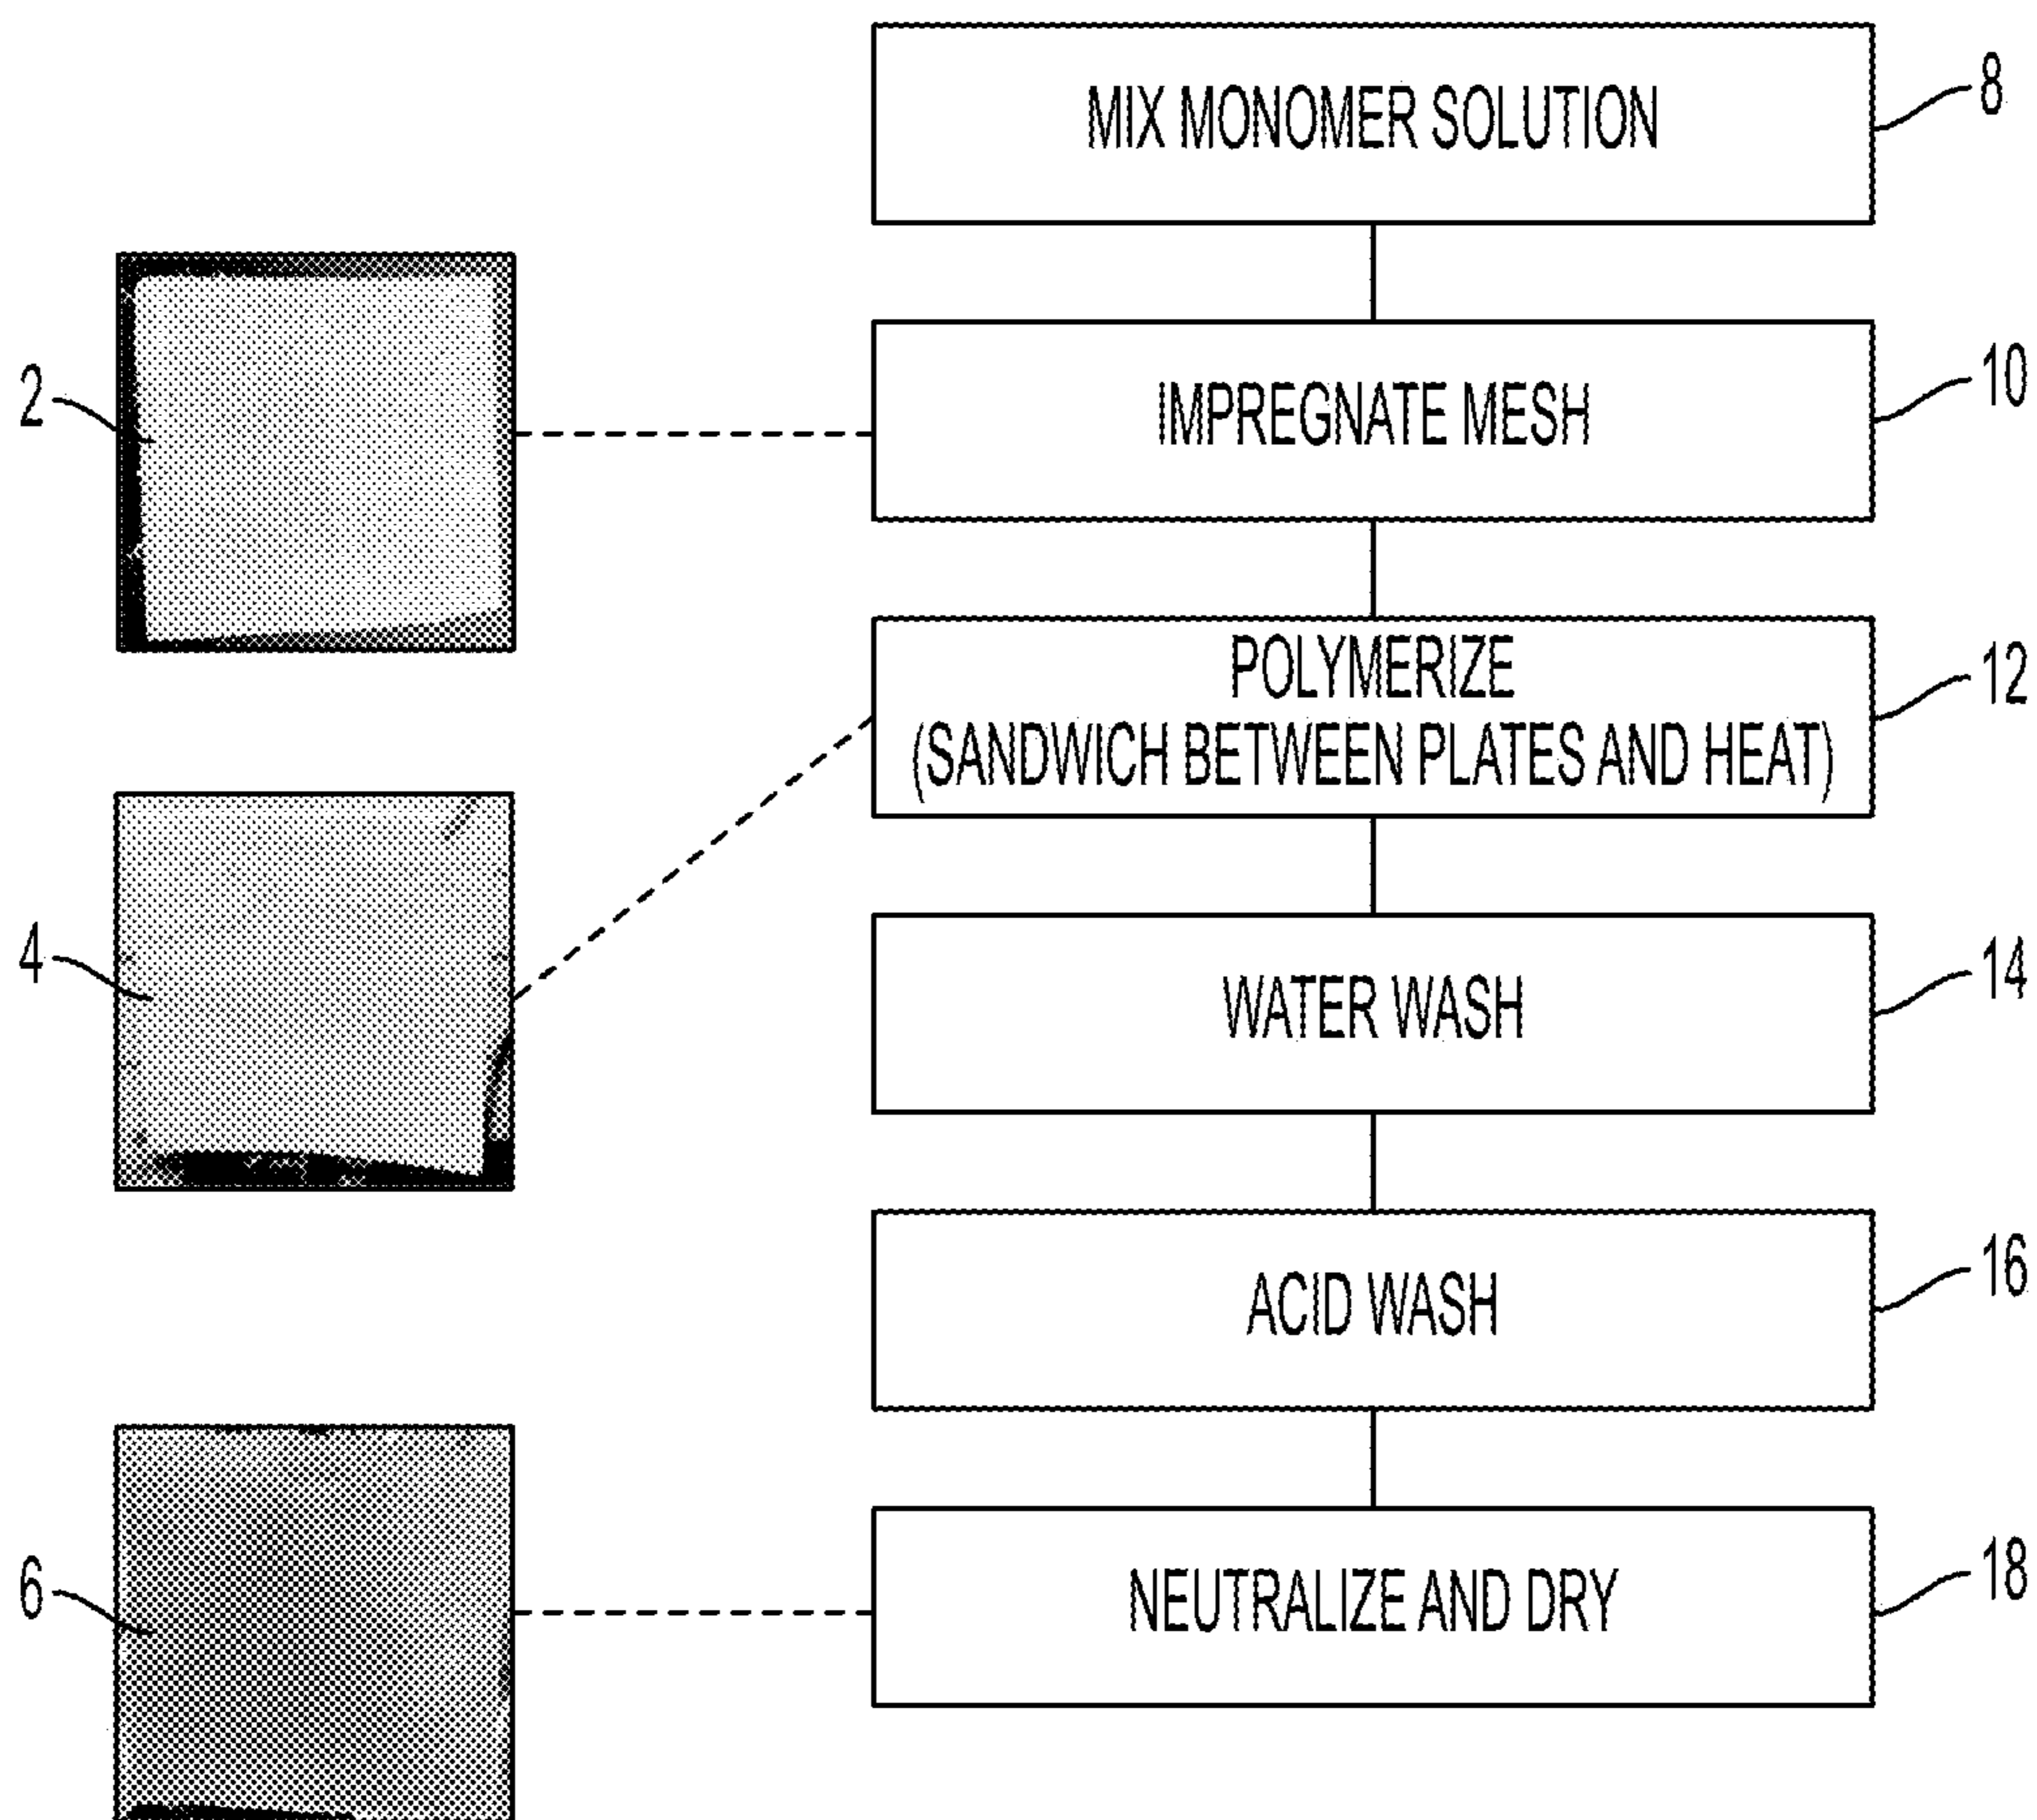 MIX MONOMER SOLUTION
8
IMPREGNATE MESH
10
2
POLYMERIZE
(SANDWICH BETWEEN PLATES AND HEAT)
12
4
WATER WASH
14
ACID WASH
16
6
NEUTRALIZE AND DRY
18